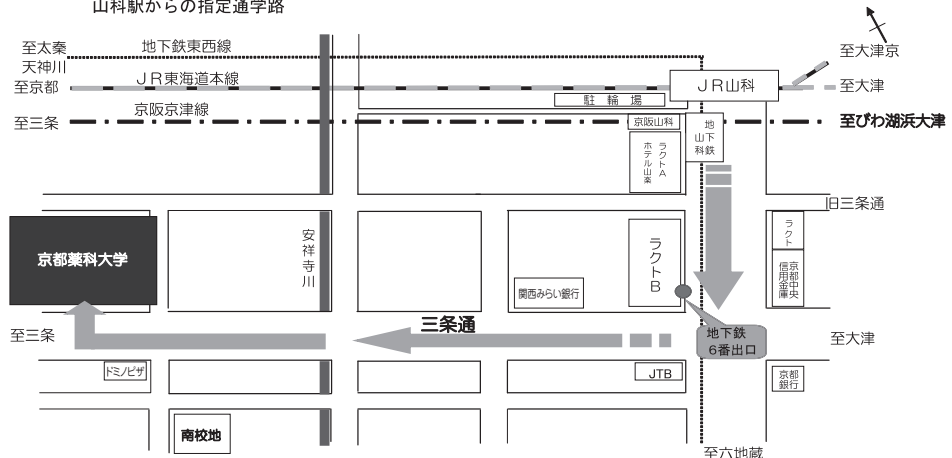 山科駅からの指定通学路
至太秦
天神川
地下鉄東西線
至大津京
至京都
JR東海道本線
JR山科
至大津
駐輪場
至三条
京阪京津線
京阪山科
地下鉄
山科
至びわ湖浜大津
ラクトA
ホテル山楽
旧三条通
京都薬科大学
安祥寺川
ラクトB
ラクト
関西みらい銀行
京都中央
信用金庫
至三条
三条通
地下鉄
6番出口
至大津
ドミノピザ
JTB
京都
銀行
南校地
至六地蔵